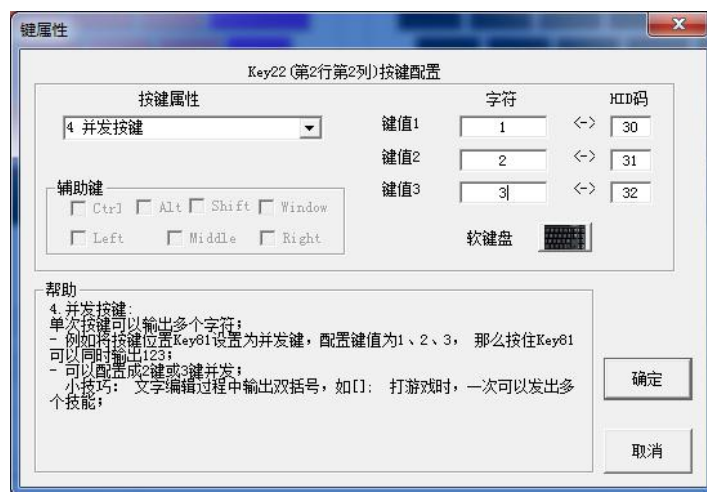 键属性
Key22(第2行第2列)按键配置
按键属性
字符
HID码
4 并发按键
键值1
1
<->
30
键值2
2
<->
31
辅助键
键值3
3
<->
32
Ctrl
Alt
Shift
Window
Left
Middle
Right
软键盘
帮助
4.并发按键:
单次按键可以输出多个字符;
- 例如将按键位置Key81设置为并发键，配置键值为1、2、3， 那么按住Key81
可以同时输出123;
- 可以配置成2键或3键并发;
小技巧: 文字编辑过程中输出双括号，如[]; 打游戏时，一次可以发出多
个技能;
确定
取消